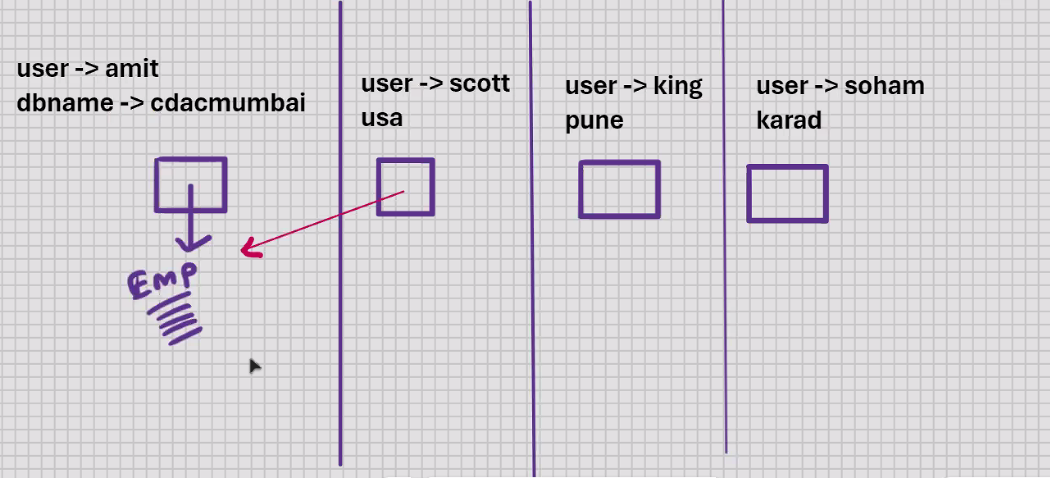 user -> amit
dbname -> cdacmumbai
Emp
user -> scott
usa
user -> king
pune
user -> soham
karad